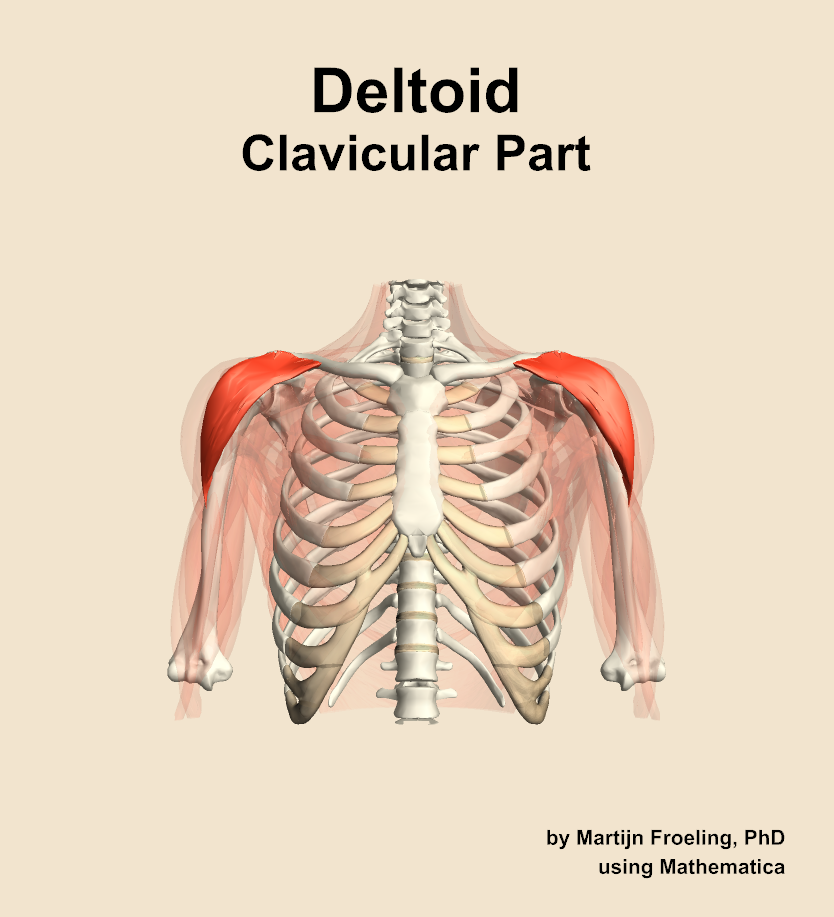 Deltoid
Clavicular Part
by Martijn Froeling, PhD
using Mathematica